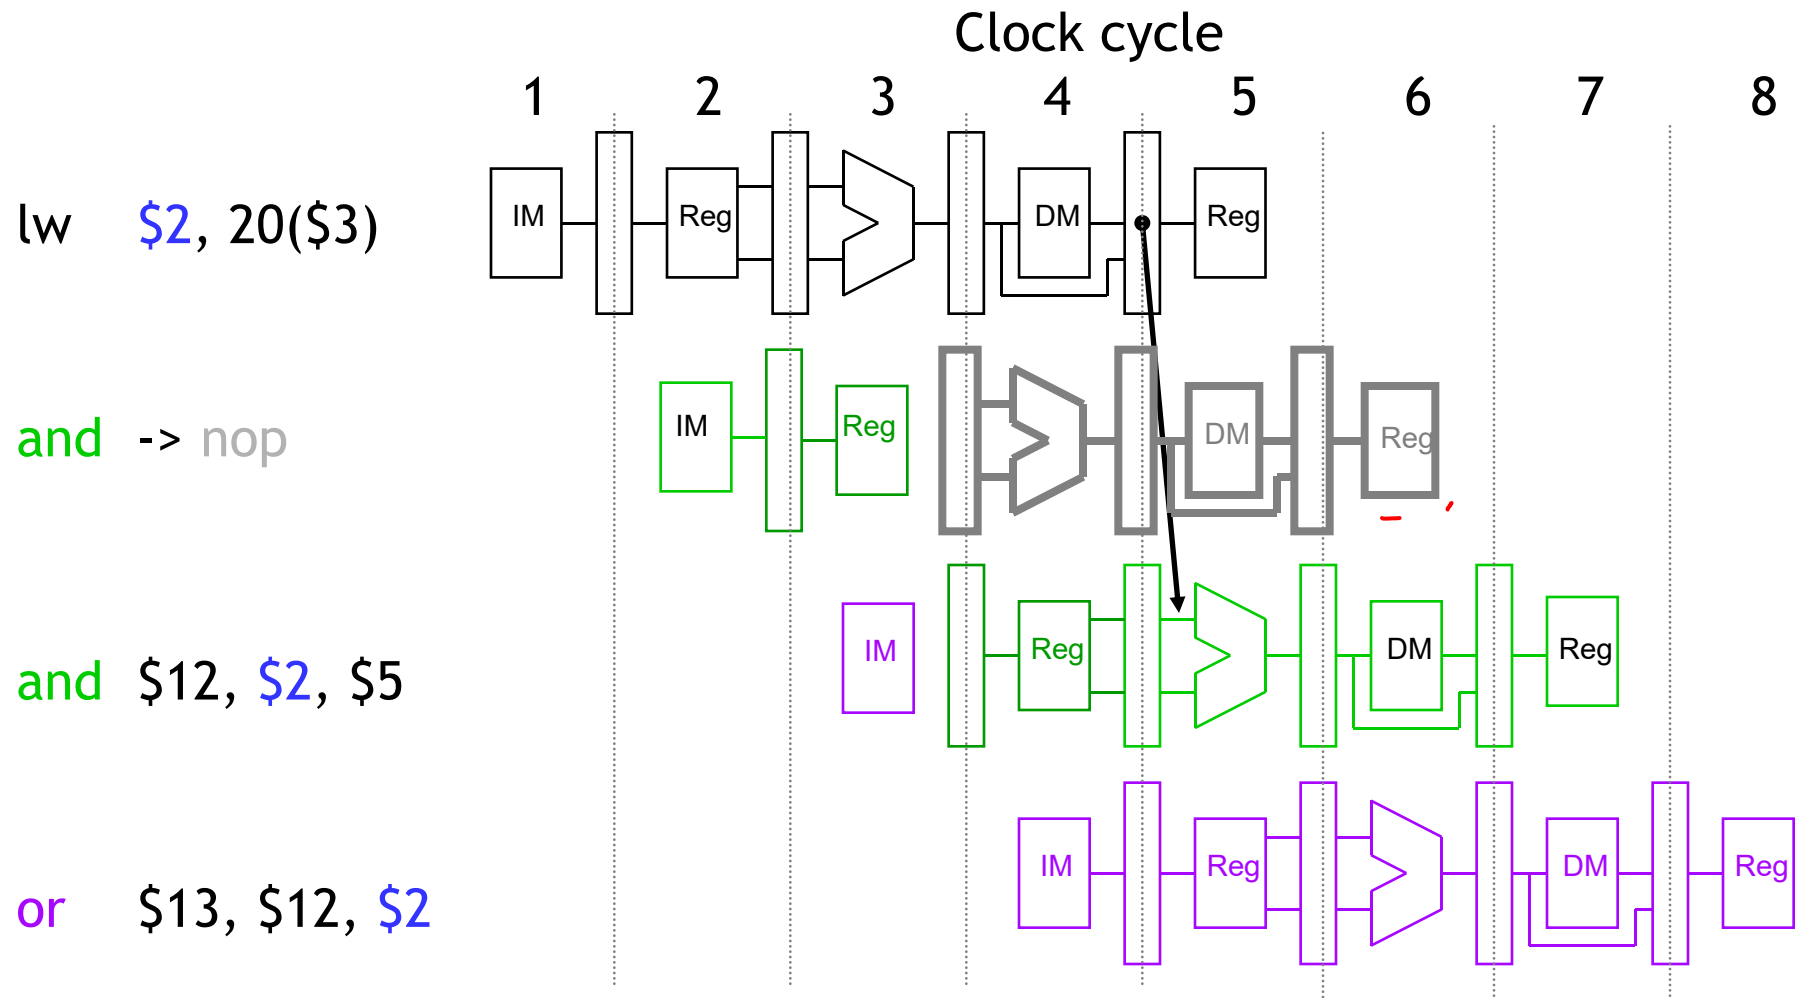 Clock cycle
1 2 3 4 5 6 7 8
lw $2, 20($3) IM Reg DM Reg
and -> nop IM Reg DM Reg
and $12, $2, $5 IM Reg DM Reg
or $13, $12, $2 IM Reg DM Reg